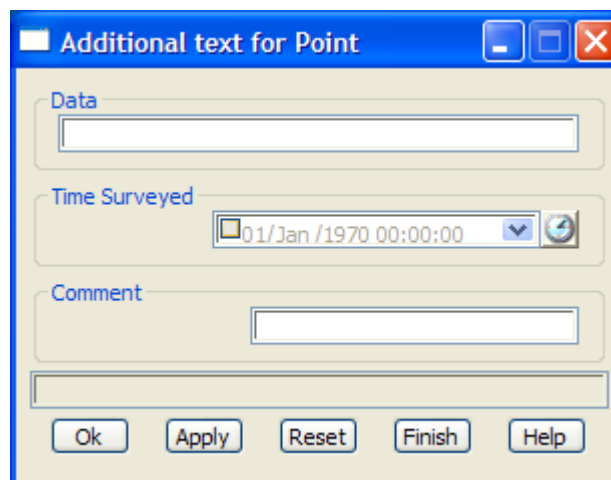 Additional text for Point
Data
Time Surveyed
01/Jan /1970 00:00:00
Comment
Ok Apply Reset Finish Help